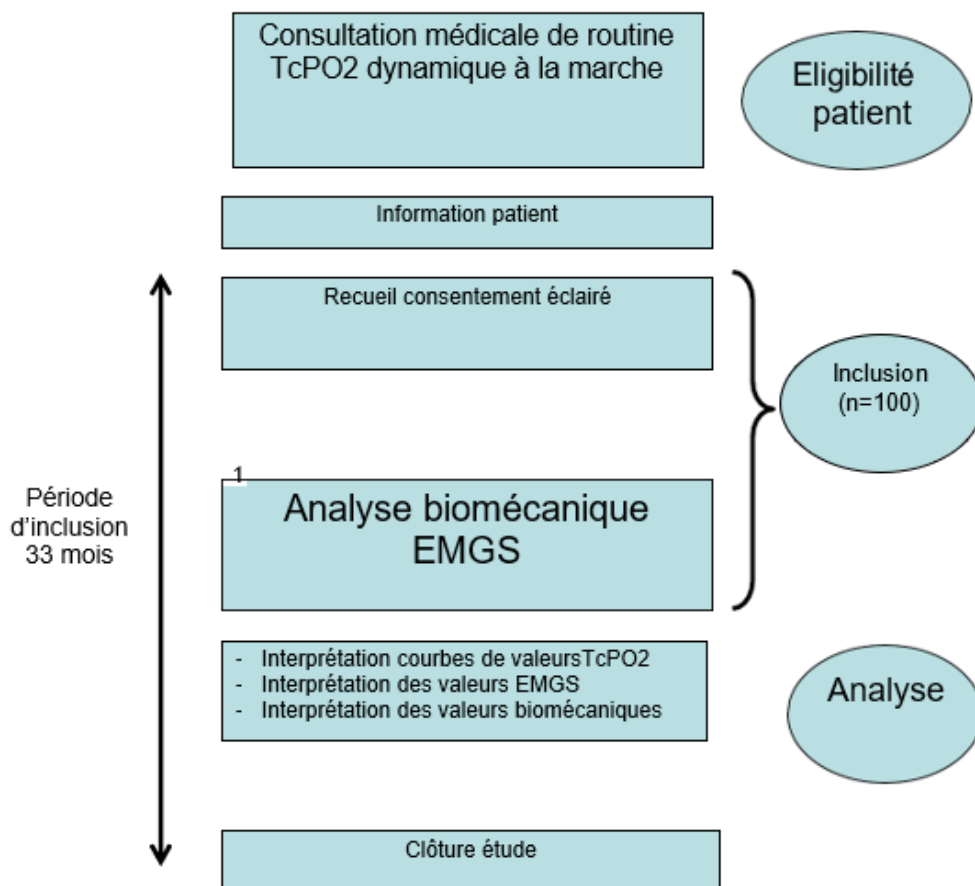 Consultation médicale de routine
TcPO2 dynamique à la marche
Eligibilité
patient
Information patient
Recueil consentement éclairé
Inclusion
(n=100)
Période
d'inclusion
33 mois
1
Analyse biomécanique
EMGS
- Interprétation courbes de valeursTcPO2
- Interprétation des valeurs EMGS
- Interprétation des valeurs biomécaniques
Analyse
Clôture étude